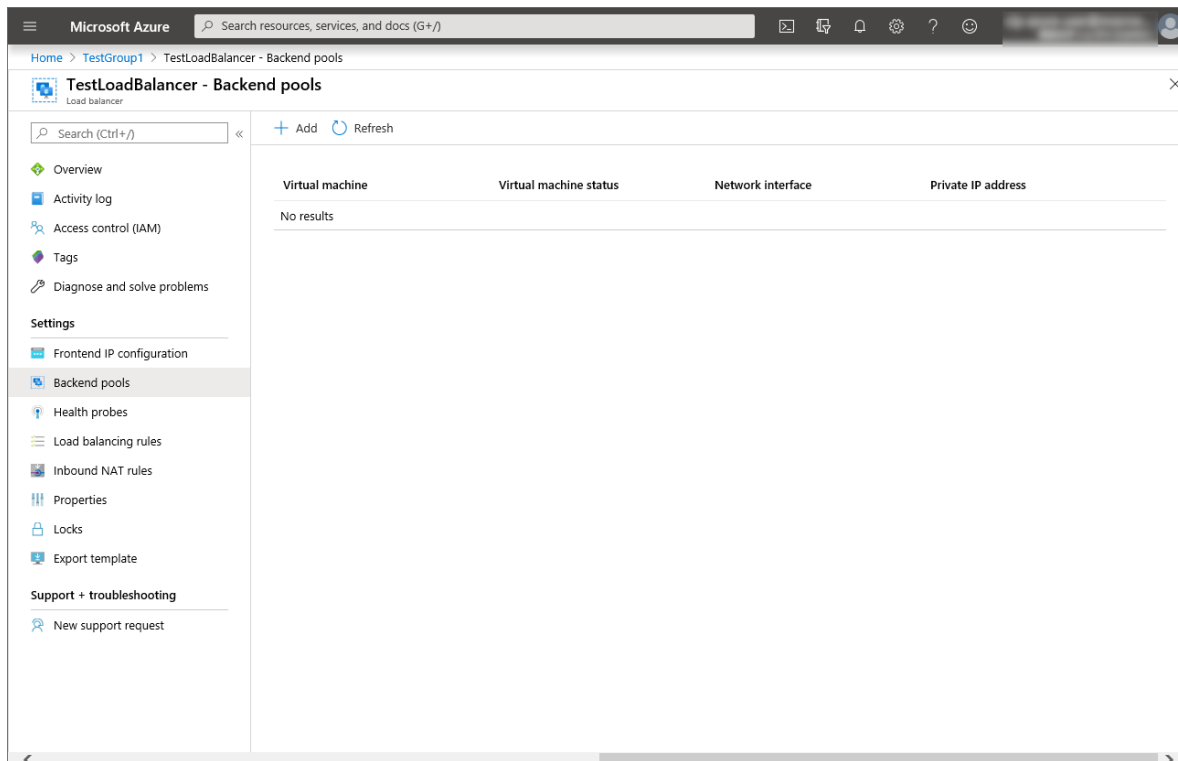 Microsoft Azure
Search resources, services, and docs (G+/)
Home > TestGroup1 > TestLoadBalancer - Backend pools
TestLoadBalancer - Backend pools
Load balancer
Search (Ctrl+/)
Add Refresh
Overview
Activity log
Access control (IAM)
Tags
Diagnose and solve problems
Settings
Frontend IP configuration
Backend pools
Health probes
Load balancing rules
Inbound NAT rules
Properties
Locks
Export template
Support + troubleshooting
New support request
Virtual machine Virtual machine status Network interface Private IP address
No results